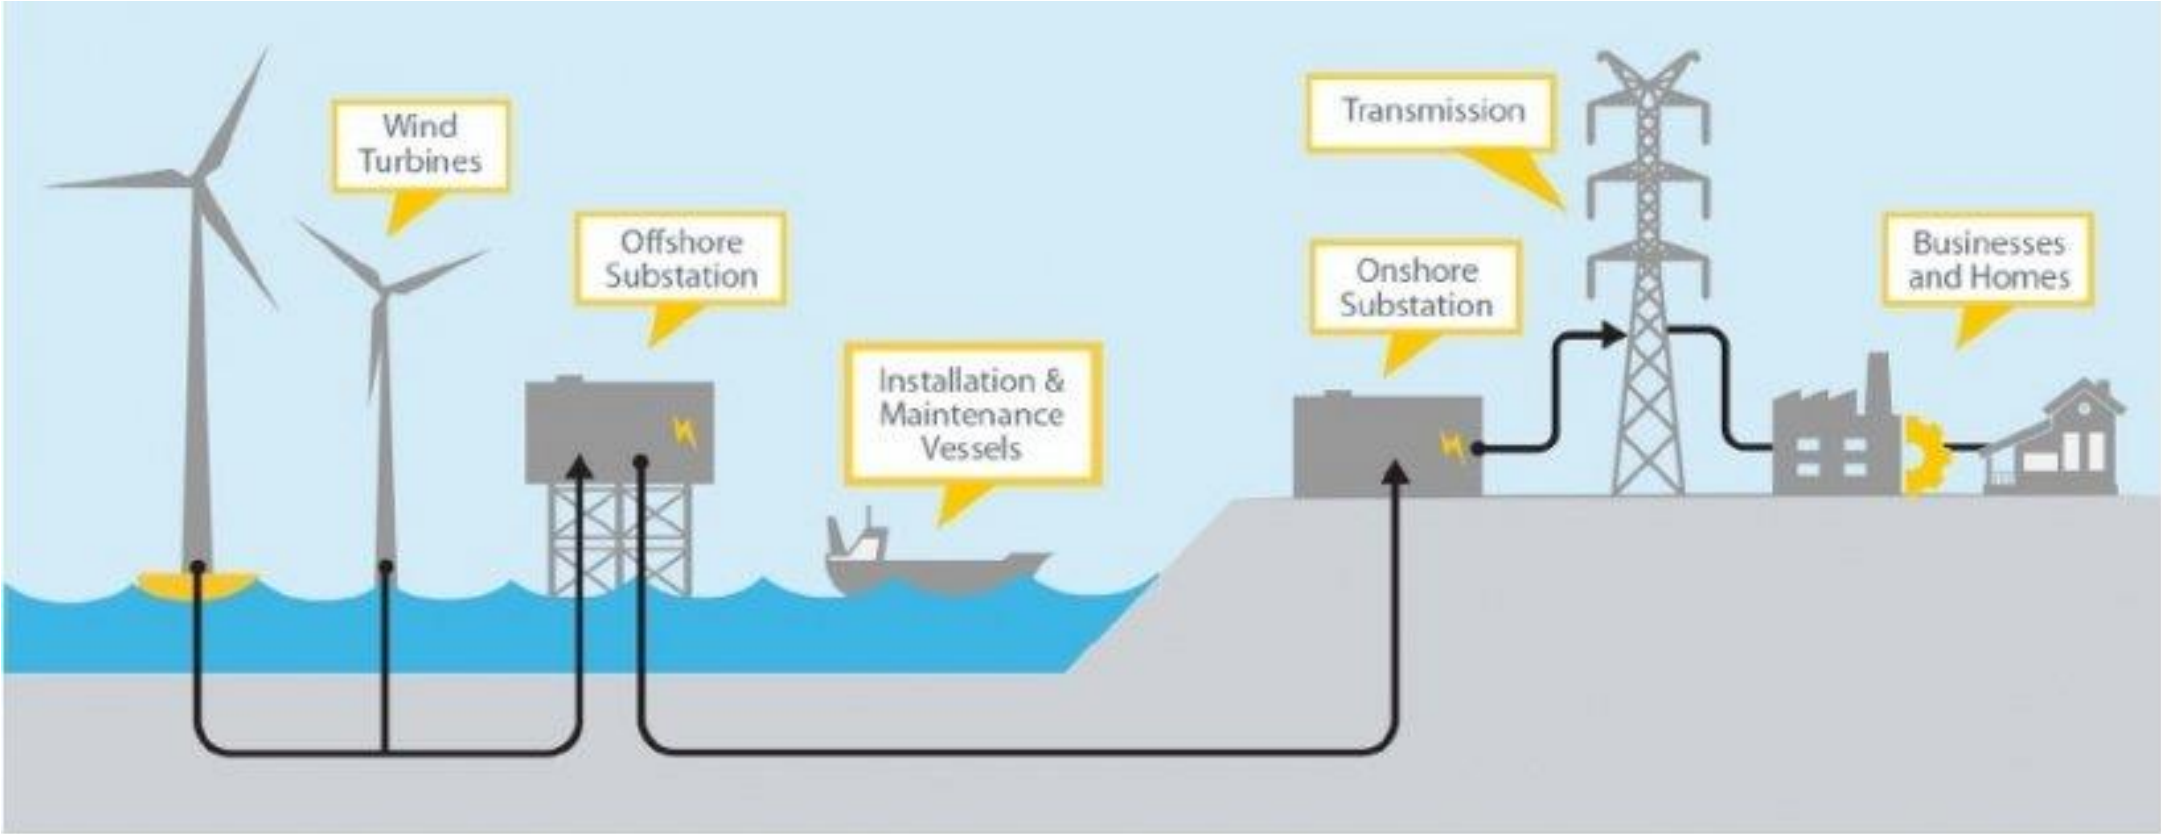 Wind
Turbines
Offshore
Substation
Installation &
Maintenance
Vessels
Transmission
Onshore
Substation
Businesses
and Homes